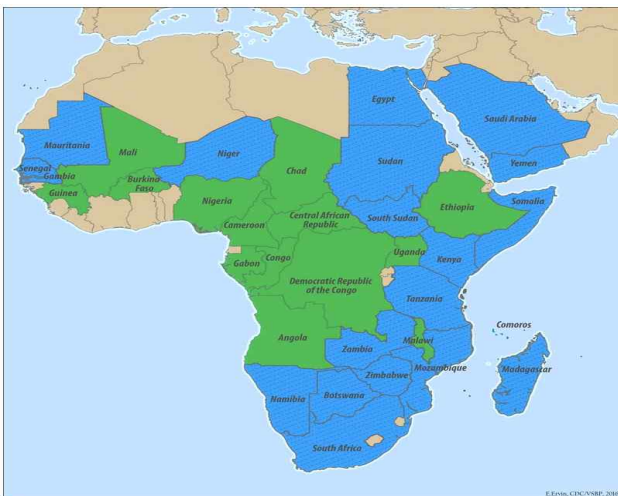 Egypt
Saudi Arabia
Mauritania
Mali
Niger
Chad
Sudan
Yemen
Senegal
Gambia
Burkina
Faso
Guinea
Nigeria
Ethiopia
Somalia
South Sudan
Central African
Republic
Cameroon
Uganda
Kenya
Gabon
Congo
Democratic Republic
of the Congo
Tanzania
Comoros
Angola
Malawi
Zambia
Mozambique
Madagascar
Zimbabwe
Namibia
Botswana
South Africa
E.Ervin, CDC/VSPB, 2016